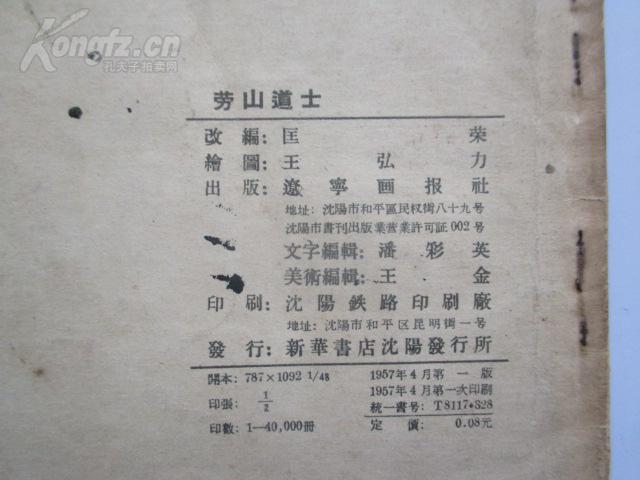 Kongfz.cn
孔夫子拍卖网
劳山道士
改編：匡荣
繪圖：王弘力
出版：遼寧画报社
地址：沈陽市和平區民权街八十九号
沈陽市書刊出版業营業許可証002号
文字編輯：潘彩英
美術編輯：王金
印刷：沈陽鉄路印刷廠
地址：沈陽市和平区昆明街一号
發行：新華書店沈陽發行所
開本：787×1092 1/48 1957年4月第一版
印張：1/2 1957年4月第一次印刷
統一書号：T8117·328
印数：1—40,000冊 定價：0.08元